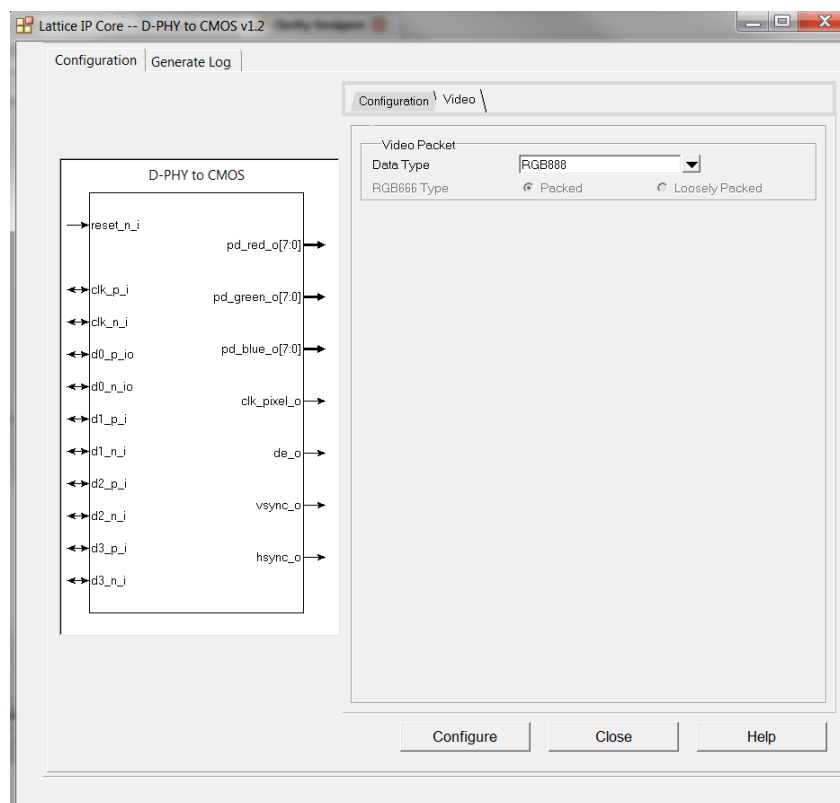 Lattice IP Core -- D-PHY to CMOS v1.2
Configuration
Generate Log
Configuration
Video
Video Packet
Data Type
RGB888
RGB666 Type
Packed
Loosely Packed
D-PHY to CMOS
reset_n_i
pd_red_o[7:0]
clk_p_i
pd_green_o[7:0]
clk_n_i
d0_p_io
pd_blue_o[7:0]
d0_n_io
clk_pixel_o
d1_p_i
d1_n_i
de_o
d2_p_i
vsync_o
d2_n_i
d3_p_i
hsync_o
d3_n_i
Configure
Close
Help